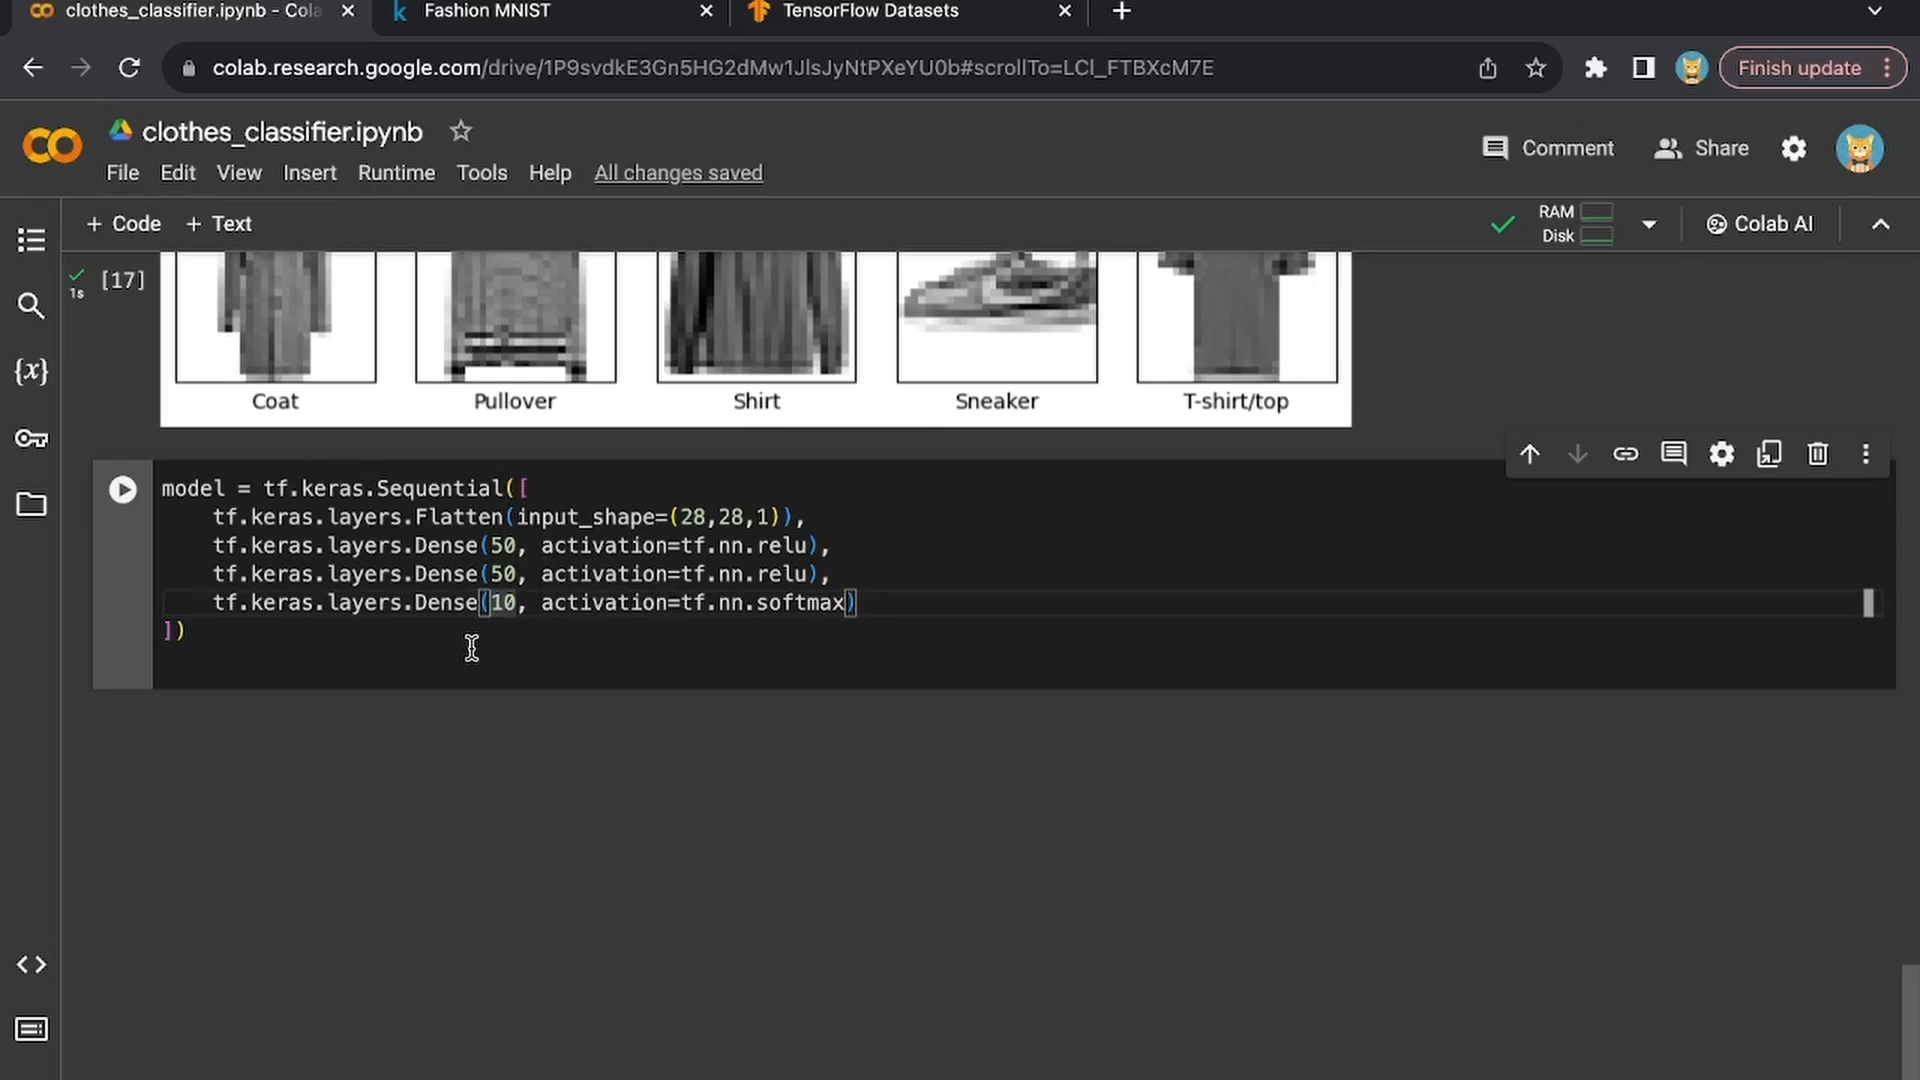 clothes_classifier.ipynb - Cola
Fashion MNIST
TensorFlow Datasets
colab.research.google.com/drive/1P9svdkE3Gn5HG2dMw1JlsJyNtPXeYU0b#scrollTo=LCl_FTBXcM7E
Finish update
clothes_classifier.ipynb
Comment
Share
File Edit View Insert Runtime Tools Help All changes saved
+ Code + Text
RAM
Disk
Colab AI
1s
[17]
Coat Pullover Shirt Sneaker T-shirt/top
model = tf.keras.Sequential([
tf.keras.layers.Flatten(input_shape=(28,28,1)),
tf.keras.layers.Dense(50, activation=tf.nn.relu),
tf.keras.layers.Dense(50, activation=tf.nn.relu),
tf.keras.layers.Dense(10, activation=tf.nn.softmax)
])